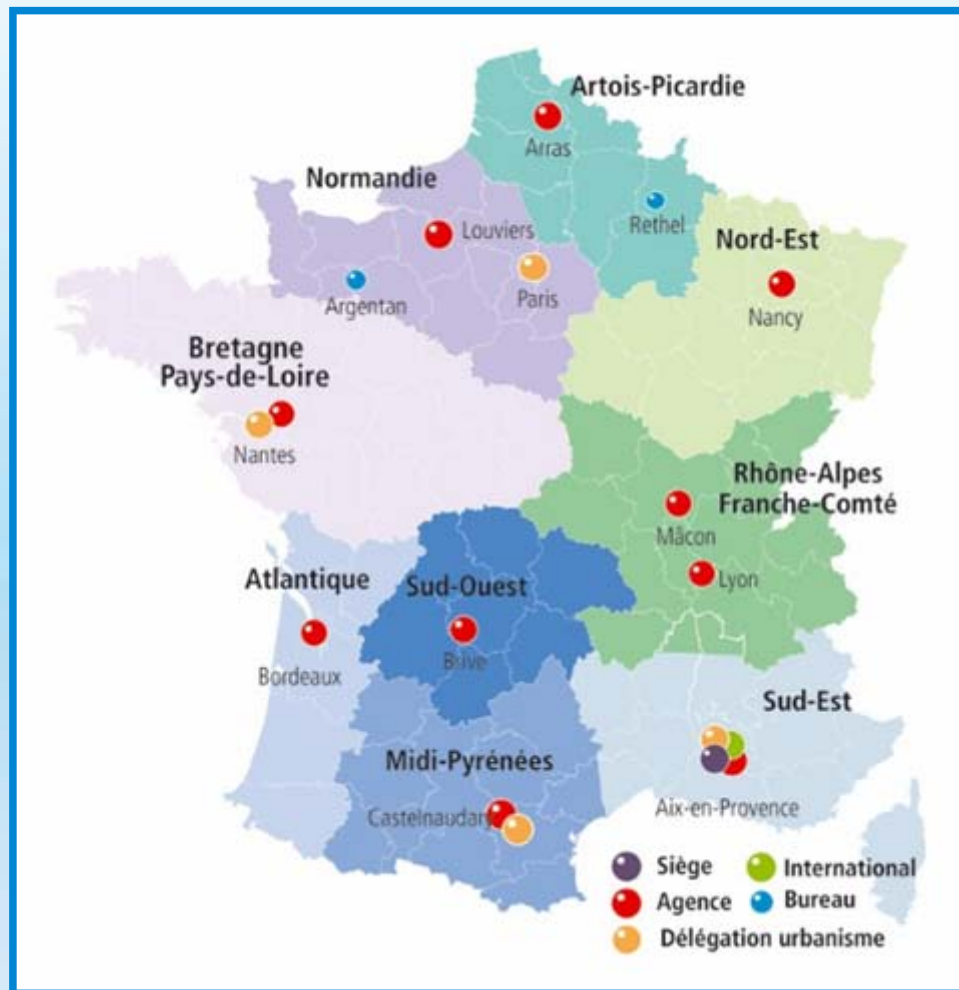 Artois-Picardie
Arras
Normandie
Louviers
Rethel
Nord-Est
Argentan
Paris
Nancy
Bretagne
Pays-de-Loire
Nantes
Rhône-Alpes
Franche-Comté
Mâcon
Lyon
Atlantique
Sud-Ouest
Brive
Bordeaux
Sud-Est
Midi-Pyrénées
Castelnaudary
Aix-en-Provence
Siège
International
Agence
Bureau
Délégation urbanisme